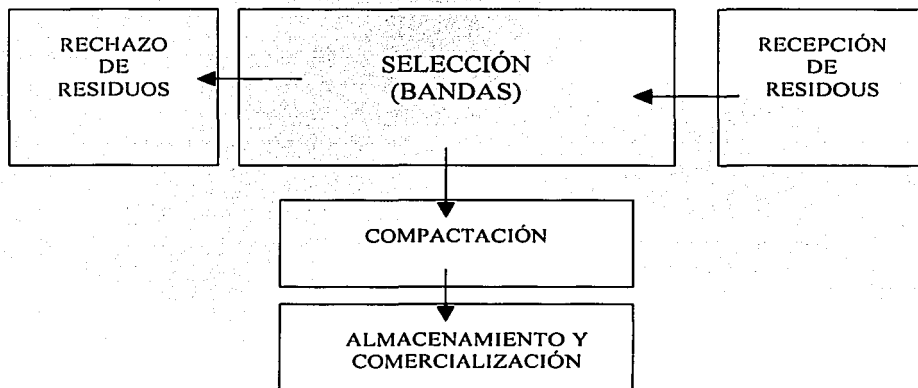 RECHAZO
DE
RESIDUOS
SELECCIÓN
(BANDAS)
RECEPCIÓN
DE
RESIDOUS
COMPACTACIÓN
ALMACENAMIENTO Y
COMERCIALIZACIÓN